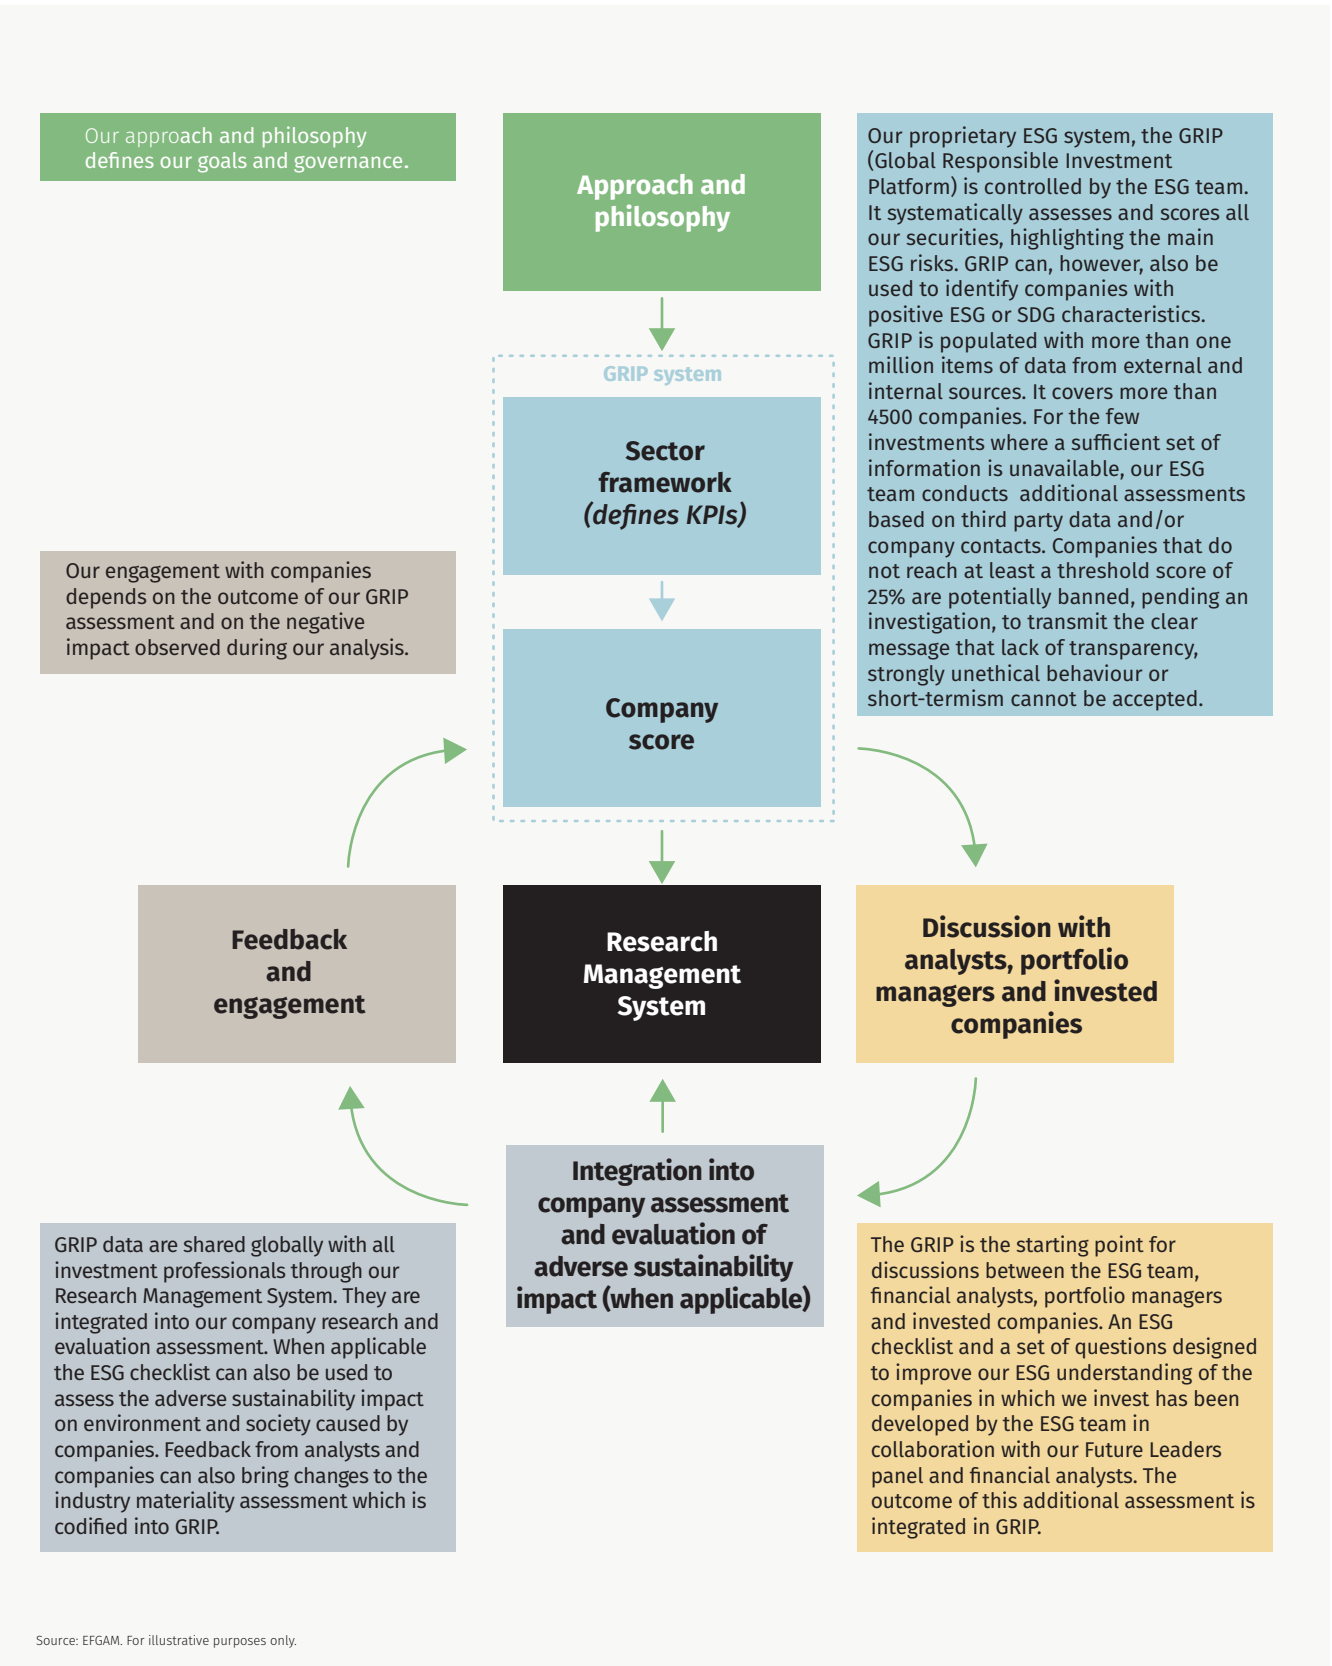 Our approach and philosophy
defines our goals and governance.
Approach and
philosophy
Our proprietary ESG system, the GRIP
(Global Responsible Investment
Platform) is controlled by the ESG team.
It systematically assesses and scores all
our securities, highlighting the main
ESG risks. GRIP can, however, also be
used to identify companies with
positive ESG or SDG characteristics.
GRIP is populated with more than one
million items of data from external and
internal sources. It covers more than
4500 companies. For the few
investments where a sufficient set of
information is unavailable, our ESG
team conducts  additional assessments
based on third party data and/or
company contacts. Companies that do
not reach at least a threshold score of
25% are potentially banned, pending an
investigation, to transmit the clear
message that lack of transparency,
strongly unethical behaviour or
short-termism cannot be accepted.
GRIP system
Sector
framework
(defines KPIs)
Our engagement with companies
depends on the outcome of our GRIP
assessment and on the negative
impact observed during our analysis.
Company
score
Feedback
and
engagement
Research
Management
System
Discussion with
analysts, portfolio
managers and invested
companies
Integration into
company assessment
and evaluation of
adverse sustainability
impact (when applicable)
GRIP data are shared globally with all
investment professionals through our
Research Management System. They are
integrated into our company research and
evaluation assessment. When applicable
the ESG checklist can also be used to
assess the adverse sustainability impact
on environment and society caused by
companies. Feedback from analysts and
companies can also bring changes to the
industry materiality assessment which is
codified into GRIP.
The GRIP is the starting point for
discussions between the ESG team,
financial analysts, portfolio managers
and invested companies. An ESG
checklist and a set of questions designed
to improve our ESG understanding of the
companies in which we invest has been
developed by the ESG team in
collaboration with our Future Leaders
panel and financial analysts. The
outcome of this additional assessment is
integrated in GRIP.
Source: EFGAM. For illustrative purposes only.